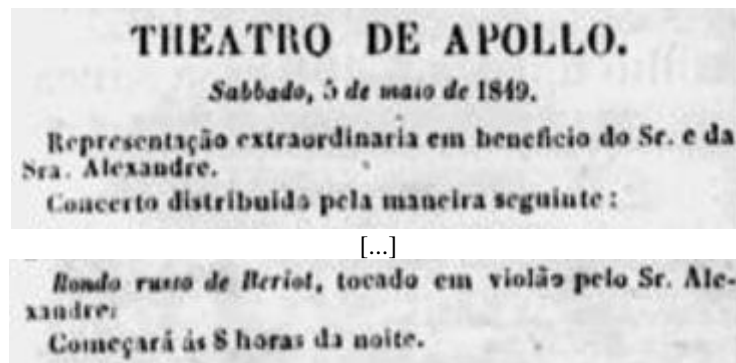 THEATRO DE APOLLO.
Sabbado, 5 de maio de 1849.
Representação extraordinaria em beneficio do Sr. e da
Sra. Alexandre.
Concerto distribuido pela maneira seguinte :
[...]
Rondo russo de Beriot, tocado em violão pelo Sr. Ale-
xandre;
Começará ás 8 horas da noite.